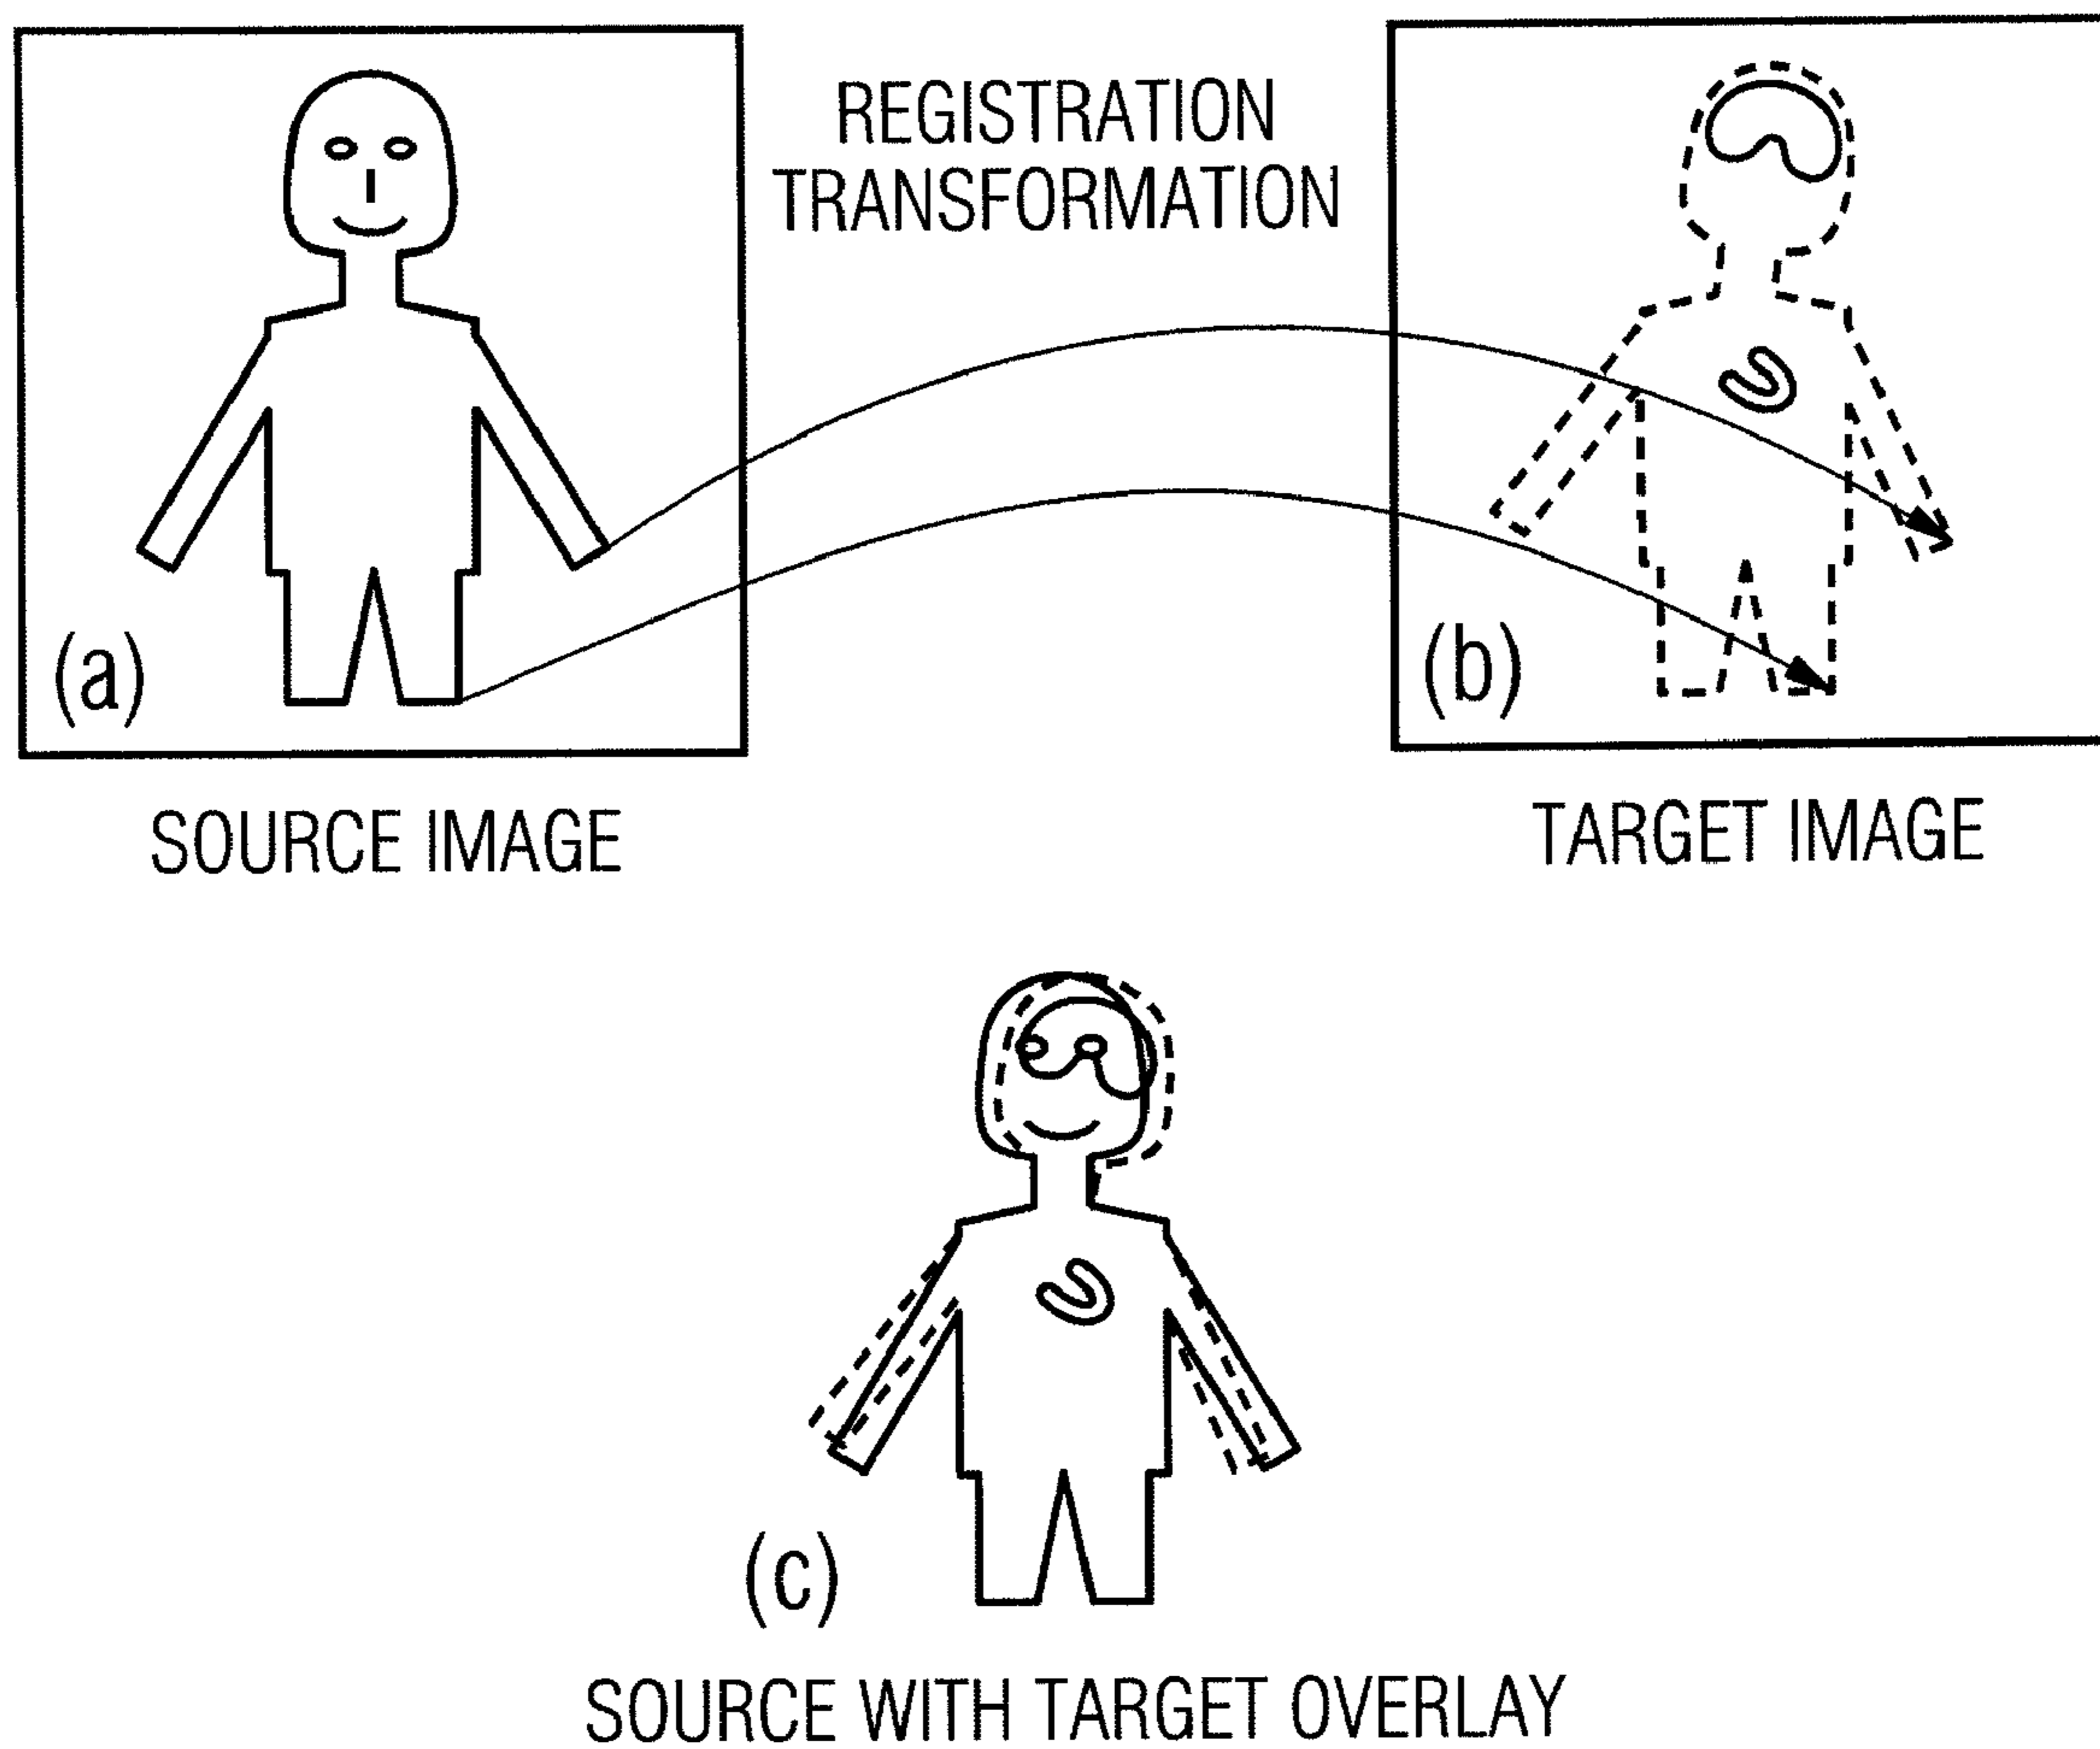 REGISTRATION
TRANSFORMATION
(a)
(b)
SOURCE IMAGE
TARGET IMAGE
(c)
SOURCE WITH TARGET OVERLAY